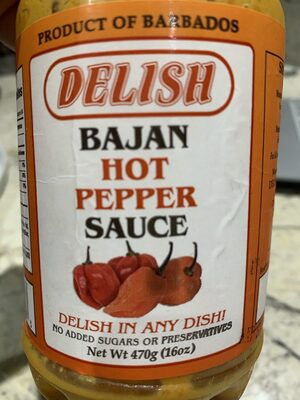 PRODUCT OF BARBADOS
DELISH
BAJAN
HOT
PEPPER
SAUCE
DELISH IN ANY DISH!
NO ADDED SUGARS OR PRESERVATIVES
Net Wt 470g (16oz)